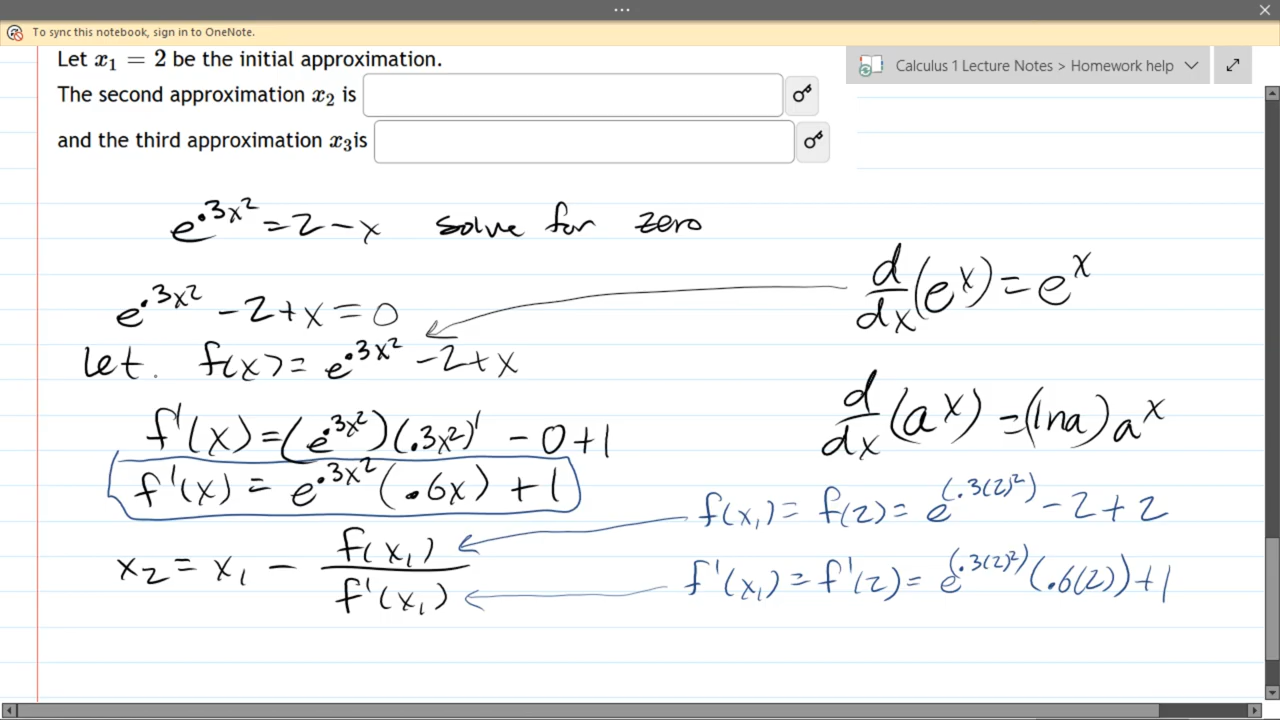 ...
To sync this notebook, sign in to OneNote.
Let x₁ = 2 be the initial approximation.
Calculus 1 Lecture Notes > Homework help
The second approximation x₂ is
and the third approximation x₃is
e^.3x² = 2 - x solve for zero
d/dx (e^x) = e^x
e^.3x² - 2 + x = 0
Let. f(x) = e^.3x² - 2 + x
d/dx (a^x) = (ln a) a^x
f'(x) = (e^.3x²)(.3x²)' - 0 + 1
f'(x) = e^.3x² (.6x) + 1
f(x₁) = f(2) = e^(.3(2)²) - 2 + 2
x₂ = x₁ - f(x₁)/f'(x₁)
f'(x₁) = f'(2) = e^(.3(2)²) (.6(2)) + 1